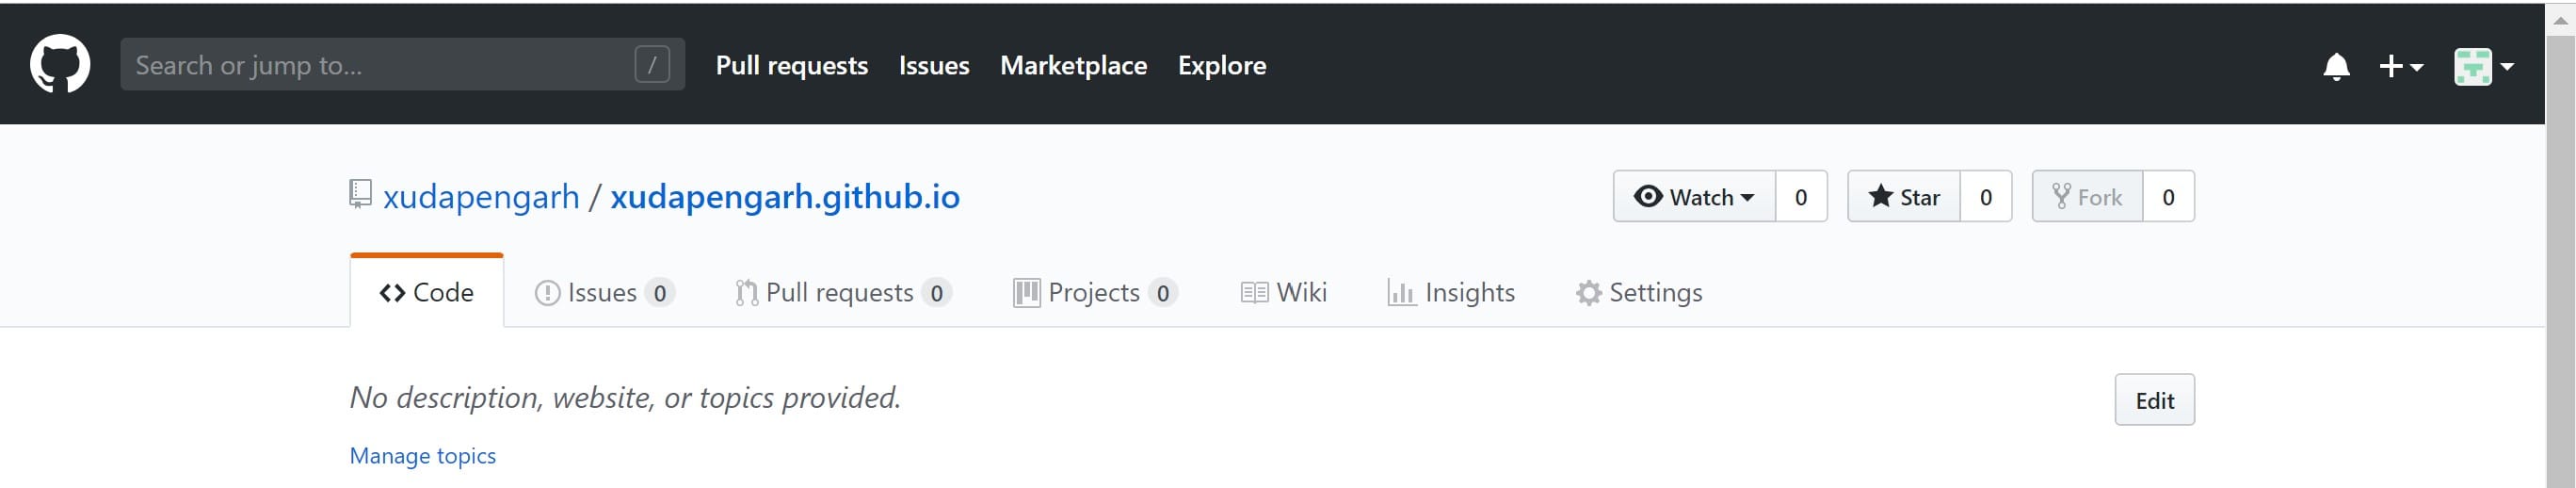 Search or jump to... /
Pull requests Issues Marketplace Explore
xudapengarh / xudapengarh.github.io
Watch 0 Star 0 Fork 0
Code Issues 0 Pull requests 0 Projects 0 Wiki Insights Settings
No description, website, or topics provided.
Edit
Manage topics